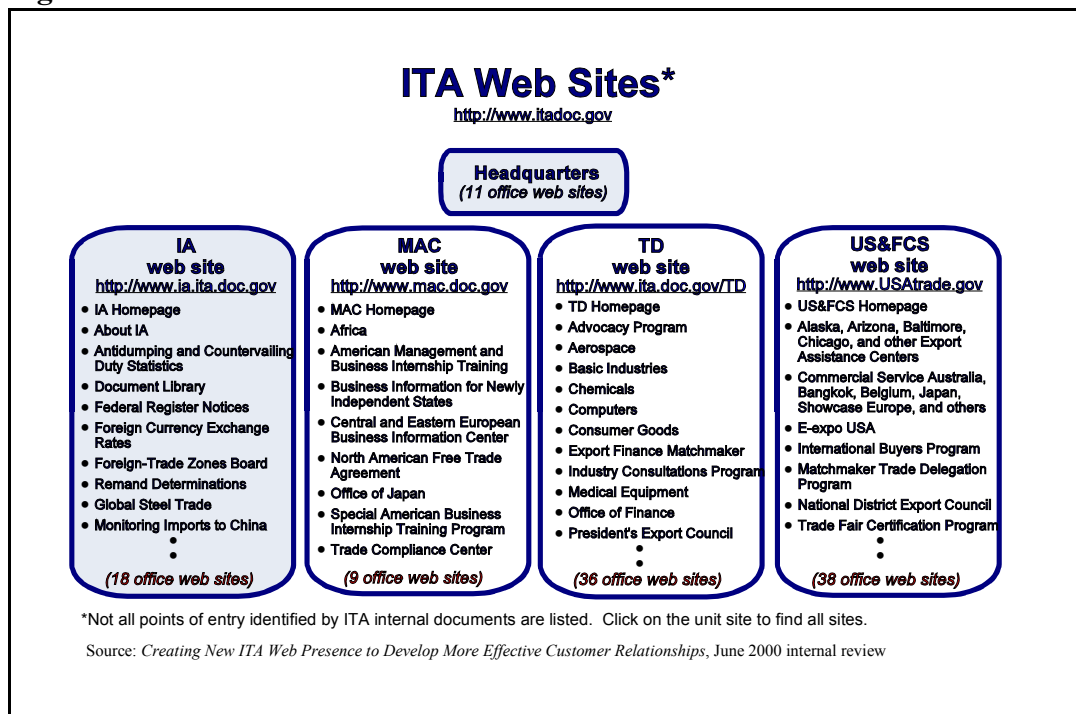 ITA Web Sites*
http://www.itadoc.gov
Headquarters
(11 office web sites)
IA
web site
http://www.ia.ita.doc.gov
• IA Homepage
• About IA
• Antidumping and Countervailing
Duty Statistics
• Document Library
• Federal Register Notices
• Foreign Currency Exchange
Rates
• Foreign-Trade Zones Board
• Remand Determinations
• Global Steel Trade
• Monitoring Imports to China
•
•
(18 office web sites)
MAC
web site
http://www.mac.doc.gov
• MAC Homepage
• Africa
• American Management and
Business Internship Training
• Business Information for Newly
Independent States
• Central and Eastern European
Business Information Center
• North American Free Trade
Agreement
• Office of Japan
• Special American Business
Internship Training Program
• Trade Compliance Center
(9 office web sites)
TD
web site
http://www.ita.doc.gov/TD
• TD Homepage
• Advocacy Program
• Aerospace
• Basic Industries
• Chemicals
• Computers
• Consumer Goods
• Export Finance Matchmaker
• Industry Consultations Program
• Medical Equipment
• Office of Finance
• President's Export Council
•
•
(36 office web sites)
US&FCS
web site
http://www.USAtrade.gov
• US&FCS Homepage
• Alaska, Arizona, Baltimore,
Chicago, and other Export
Assistance Centers
• Commercial Service Australia,
Bangkok, Belgium, Japan,
Showcase Europe, and others
• E-expo USA
• International Buyers Program
• Matchmaker Trade Delegation
Program
• National District Export Council
• Trade Fair Certification Program
•
•
(38 office web sites)
*Not all points of entry identified by ITA internal documents are listed. Click on the unit site to find all sites.
Source: Creating New ITA Web Presence to Develop More Effective Customer Relationships, June 2000 internal review